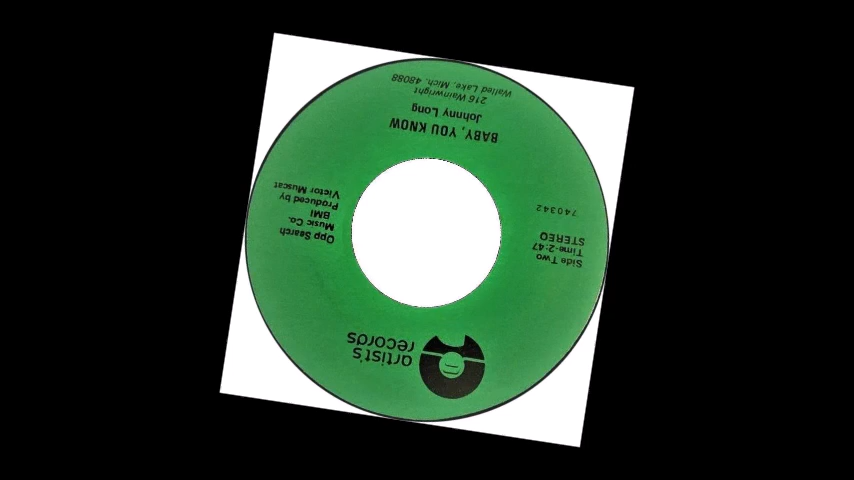 artist's
records
Side Two
Time-2:47
STEREO
740342
Opp Search
Music Co.
BMI
Produced by
Victor Muscat
BABY, YOU KNOW
Johnny Long
216 Wainwright
Walled Lake, Mich. 48088